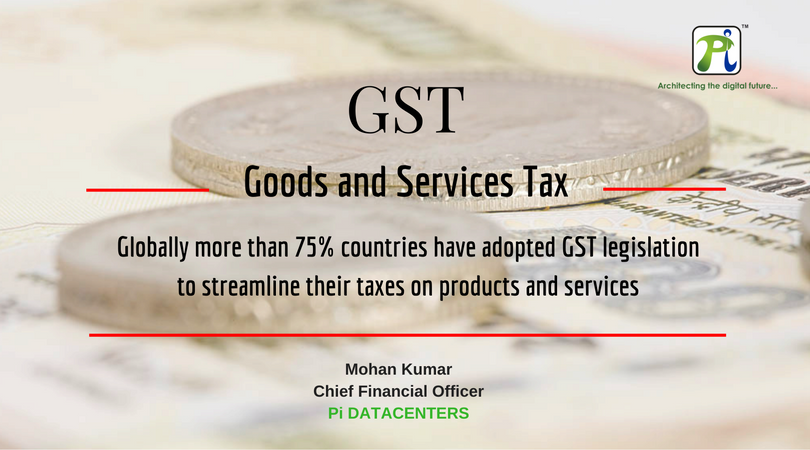 Pi
TM
Architecting the digital future...
GST
Goods and Services Tax
Globally more than 75% countries have adopted GST legislation
to streamline their taxes on products and services
Mohan Kumar
Chief Financial Officer
Pi DATACENTERS